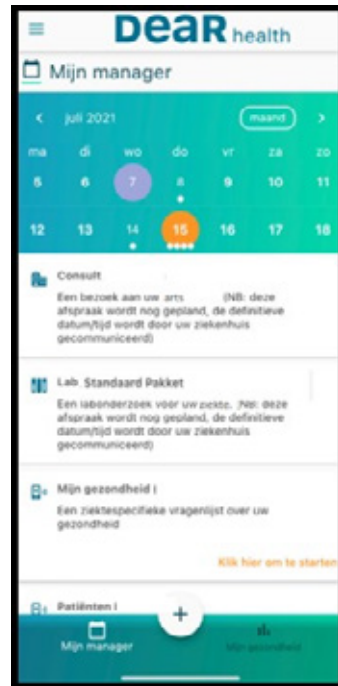 DeaR health
Mijn manager
juli 2021 maand
ma di wo do vr za zo
5 6 7 8 9 10 11
12 13 14 15 16 17 18
Consult
Een bezoek aan uw arts (NB: deze
afspraak wordt nog gepland, de definitieve
datum/tijd wordt door uw ziekenhuis
gecommuniceerd)
Lab Standaard Pakket
Een labonderzoek voor uw ziekte. (NB: deze
afspraak wordt nog gepland, de definitieve
datum/tijd wordt door uw ziekenhuis
gecommuniceerd)
Mijn gezondheid I
Een ziektespecifieke vragenlijst over uw
gezondheid
Klik hier om te starten
Patiënten I
Mijn manager Mijn gezondheid